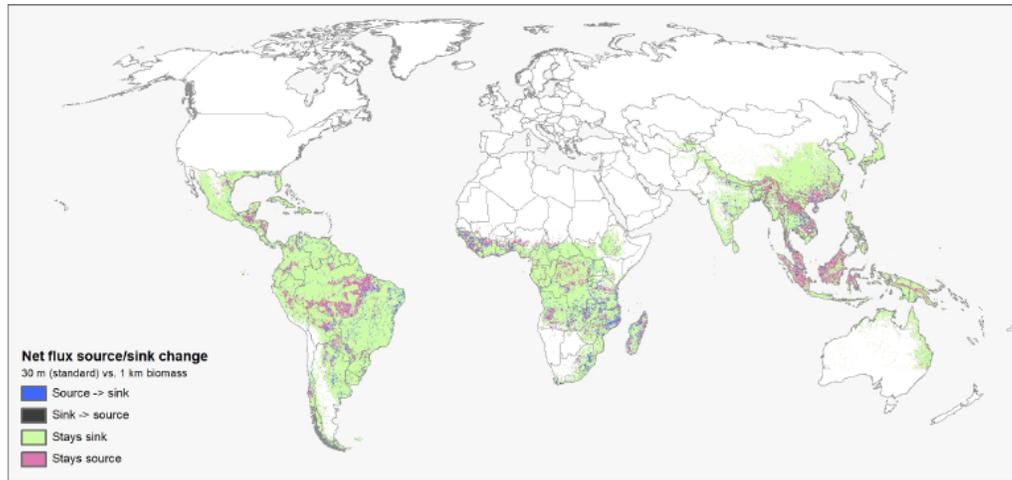 Net flux source/sink change
30 m (standard) vs. 1 km biomass
Source -> sink
Sink -> source
Stays sink
Stays source